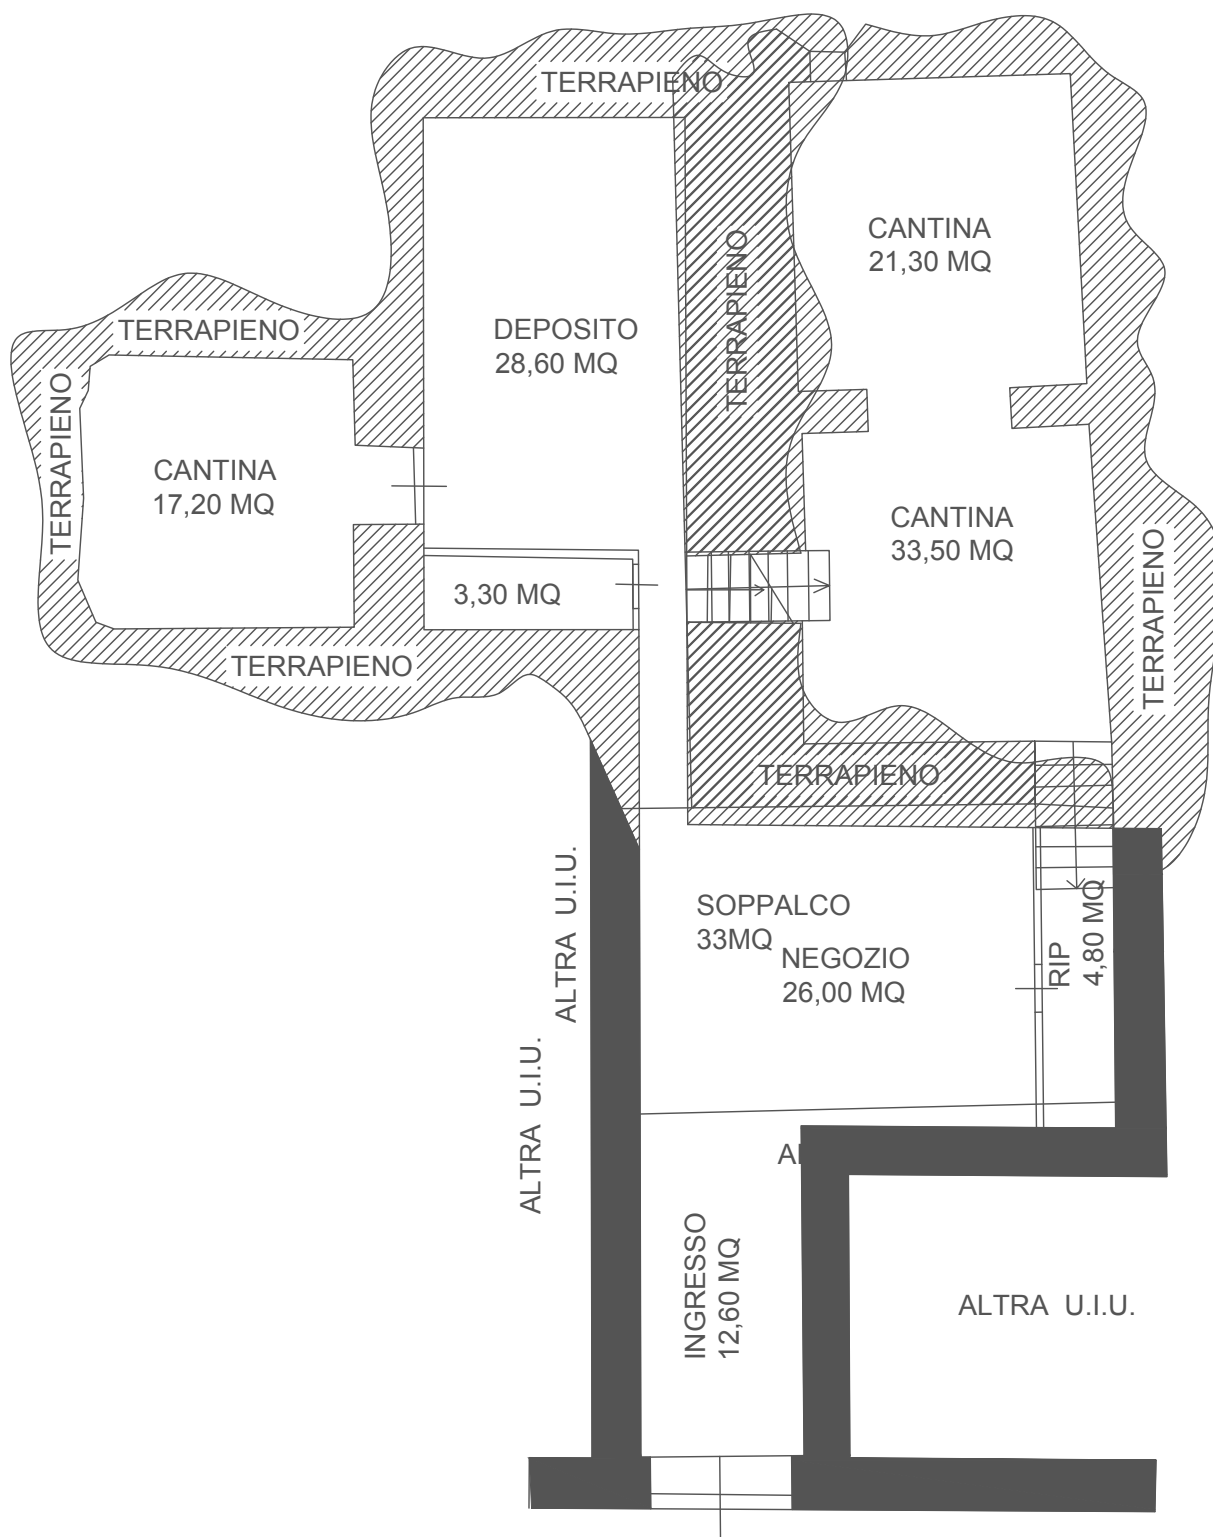 TERRAPIENO
CANTINA
21,30 MQ
TERRAPIENO
TERRAPIENO
DEPOSITO
28,60 MQ
TERRAPIENO
CANTINA
17,20 MQ
CANTINA
33,50 MQ
TERRAPIENO
3,30 MQ
TERRAPIENO
TERRAPIENO
SOPPALCO
33MQ
NEGOZIO
26,00 MQ
RIP
4,80 MQ
ALTRA U.I.U.
ALTRA U.I.U.
INGRESSO
12,60 MQ
ALTRA U.I.U.